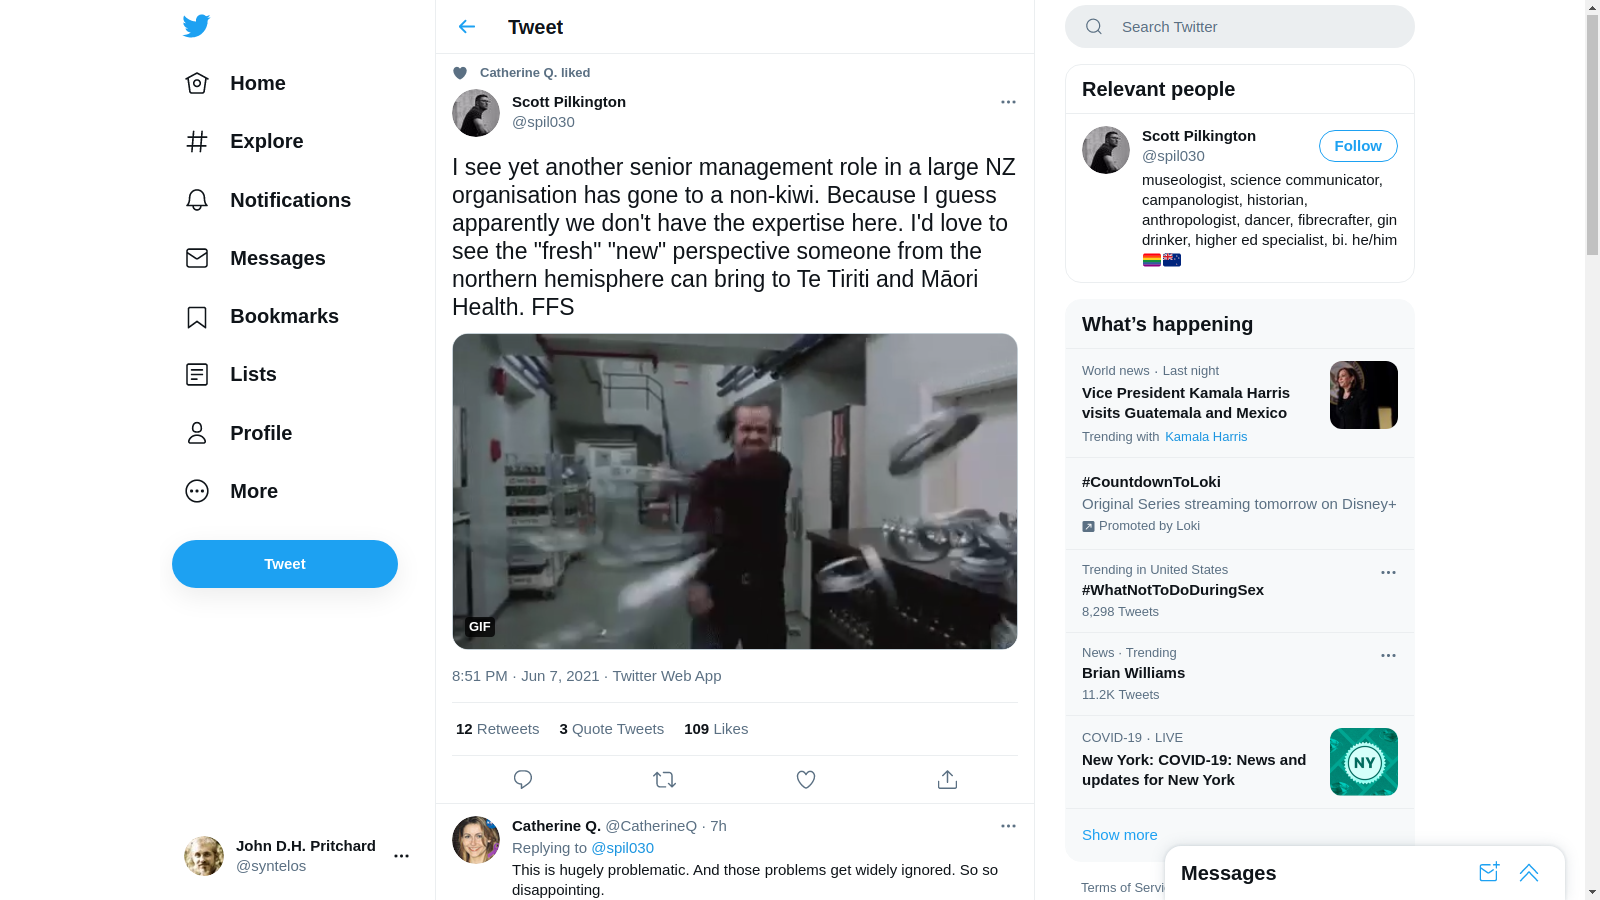 Home
Explore
Notifications
Messages
Bookmarks
Lists
Profile
More
Tweet
John D.H. Pritchard
@syntelos
Tweet
Catherine Q. liked
Scott Pilkington
@spil030
I see yet another senior management role in a large NZ
organisation has gone to a non-kiwi. Because I guess
apparently we don't have the expertise here. I'd love to
see the "fresh" "new" perspective someone from the
northern hemisphere can bring to Te Tiriti and Māori
Health. FFS
GIF
8:51 PM · Jun 7, 2021 · Twitter Web App
12 Retweets 3 Quote Tweets 109 Likes
Catherine Q. @CatherineQ · 7h
Replying to @spil030
This is hugely problematic. And those problems get widely ignored. So so
disappointing.
Search Twitter
Relevant people
Scott Pilkington
@spil030
Follow
museologist, science communicator,
campanologist, historian,
anthropologist, dancer, fibrecrafter, gin
drinker, higher ed specialist, bi. he/him
What's happening
World news · Last night
Vice President Kamala Harris
visits Guatemala and Mexico
Trending with Kamala Harris
#CountdownToLoki
Original Series streaming tomorrow on Disney+
Promoted by Loki
Trending in United States
#WhatNotToDoDuringSex
8,298 Tweets
News · Trending
Brian Williams
11.2K Tweets
COVID-19 · LIVE
New York: COVID-19: News and
updates for New York
NY
Show more
Terms of Servi
Messages